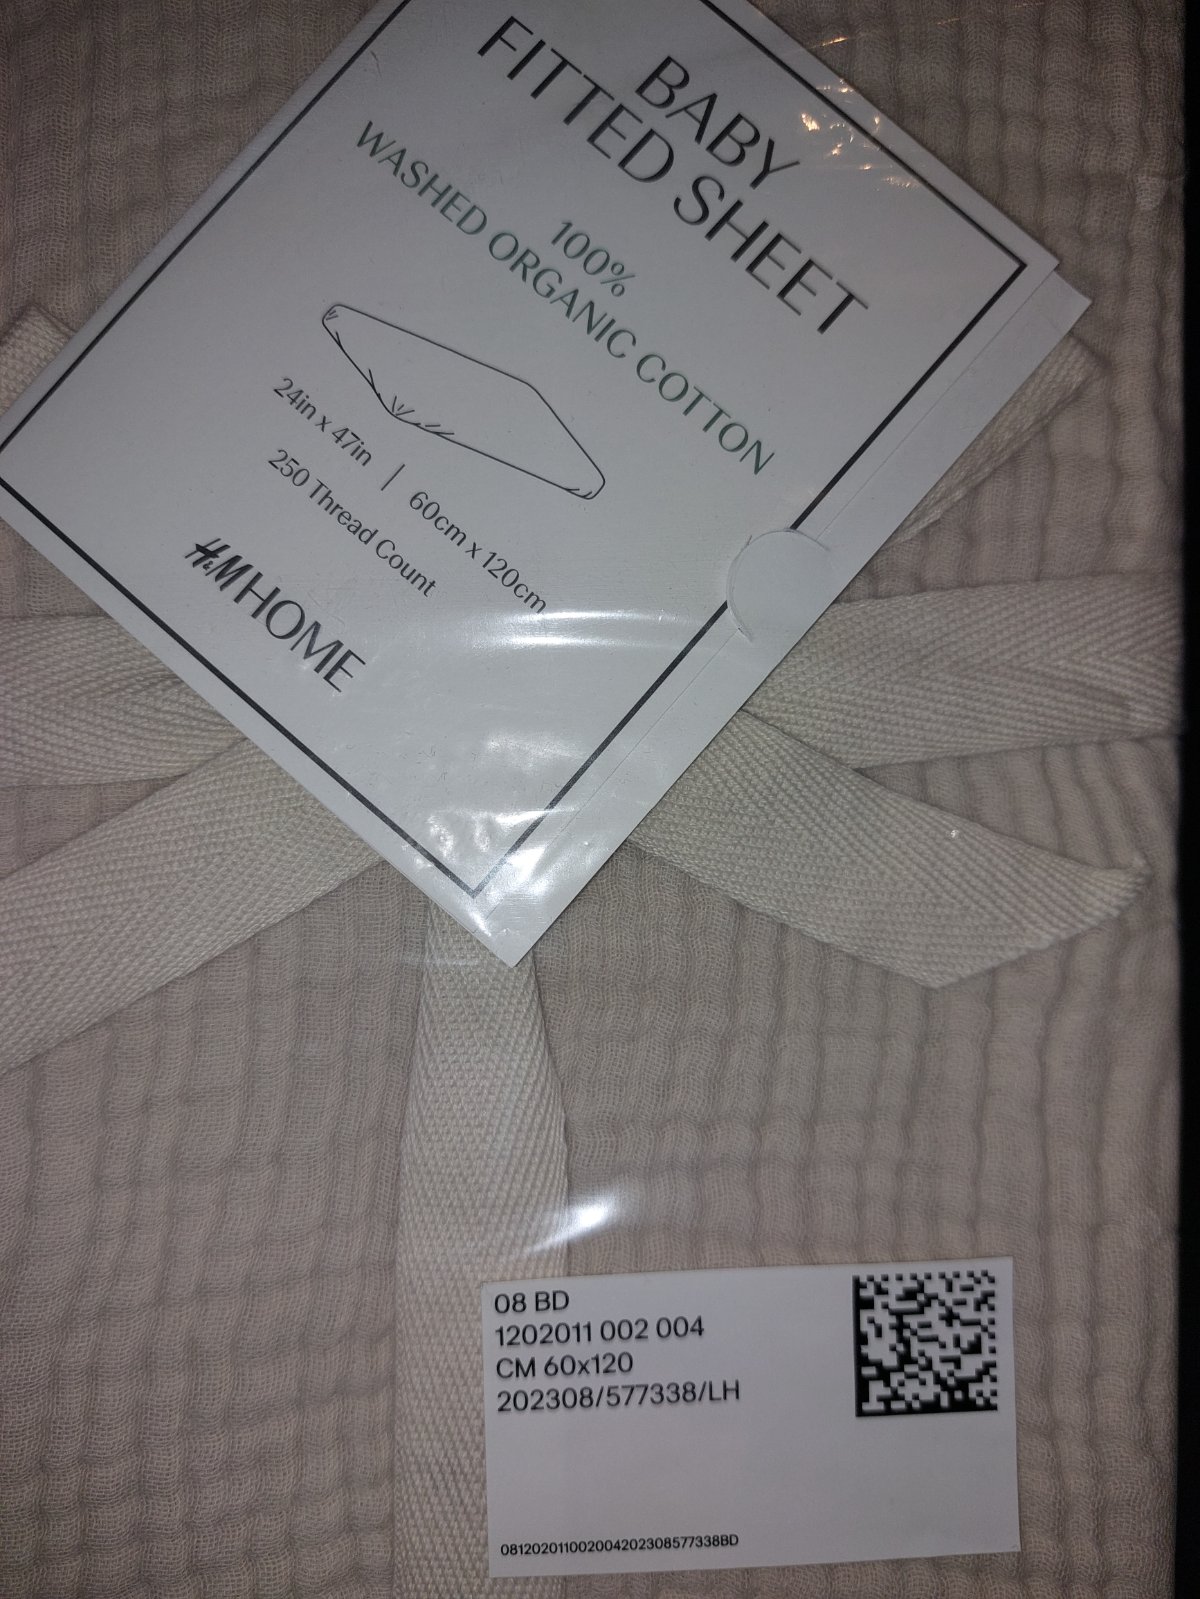 BABY
FITTED SHEET
100%
WASHED ORGANIC COTTON
24in x 47in | 60cm x 120cm
250 Thread Count
H&M HOME
08 BD
1202011 002 004
CM 60x120
202308/577338/LH
081202011002004202308577338BD